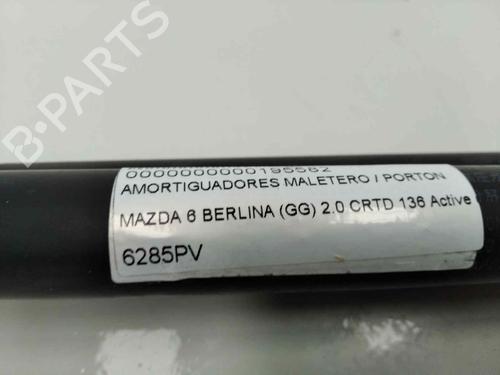 B-PARTS
0000000000195582
AMORTIGUADORES MALETERO / PORTON
MAZDA 6 BERLINA (GG) 2.0 CRTD 136 Active
6285PV